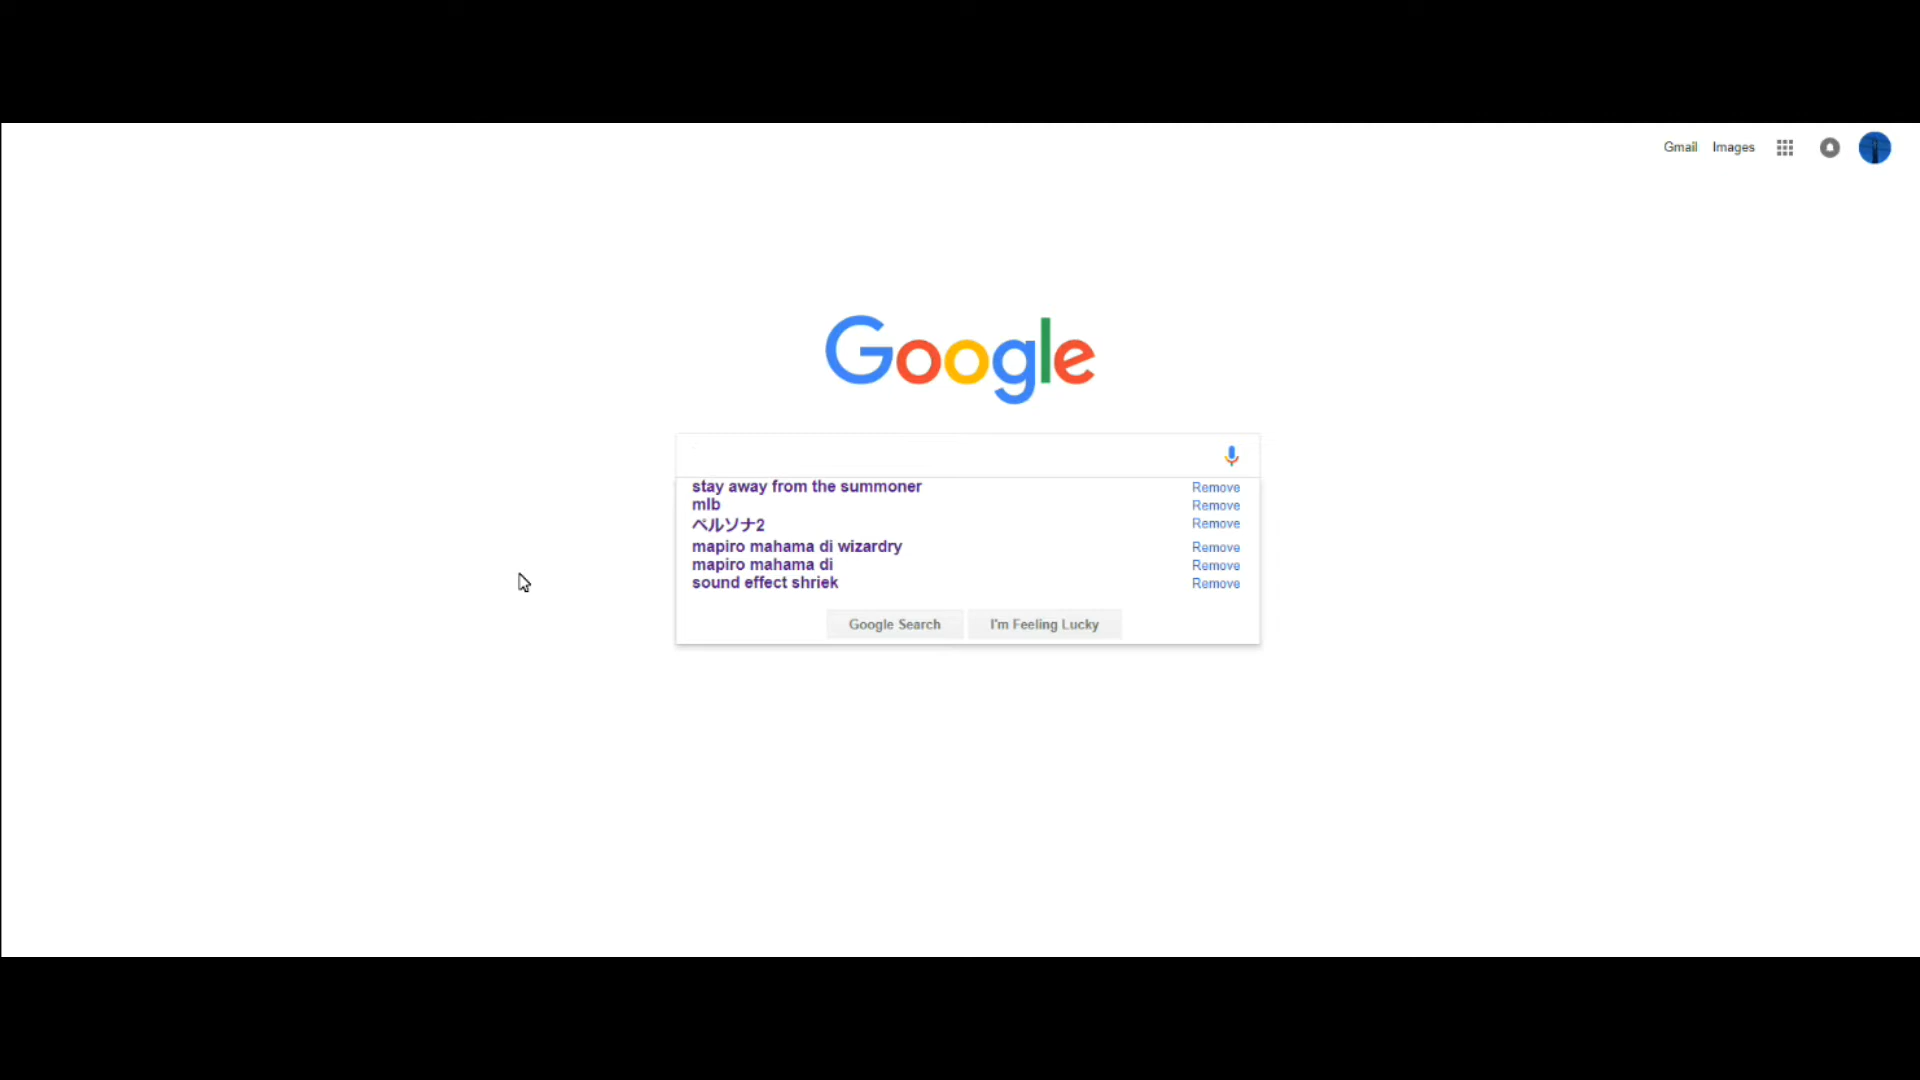 Gmail Images
Google
stay away from the summoner Remove
mlb Remove
ペルソナ2 Remove
mapiro mahama di wizardry Remove
mapiro mahama di Remove
sound effect shriek Remove
Google Search I'm Feeling Lucky